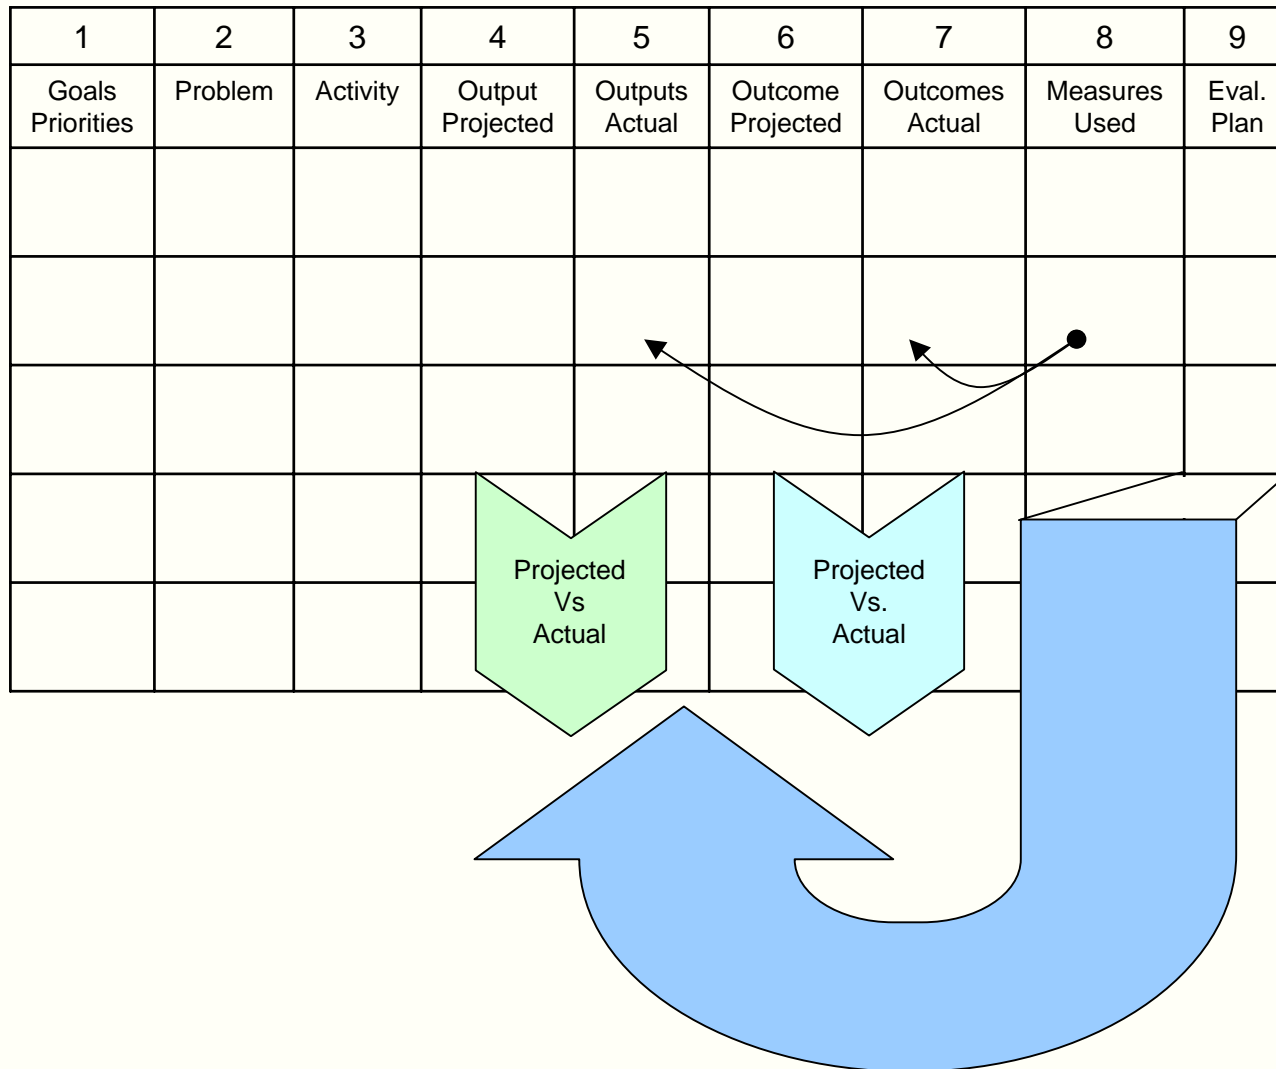 1 2 3 4 5 6 7 8 9
Goals Problem Activity Output Outputs Outcome Outcomes Measures Eval.
Priorities Projected Actual Projected Actual Used Plan
Projected Projected
Vs Vs.
Actual Actual